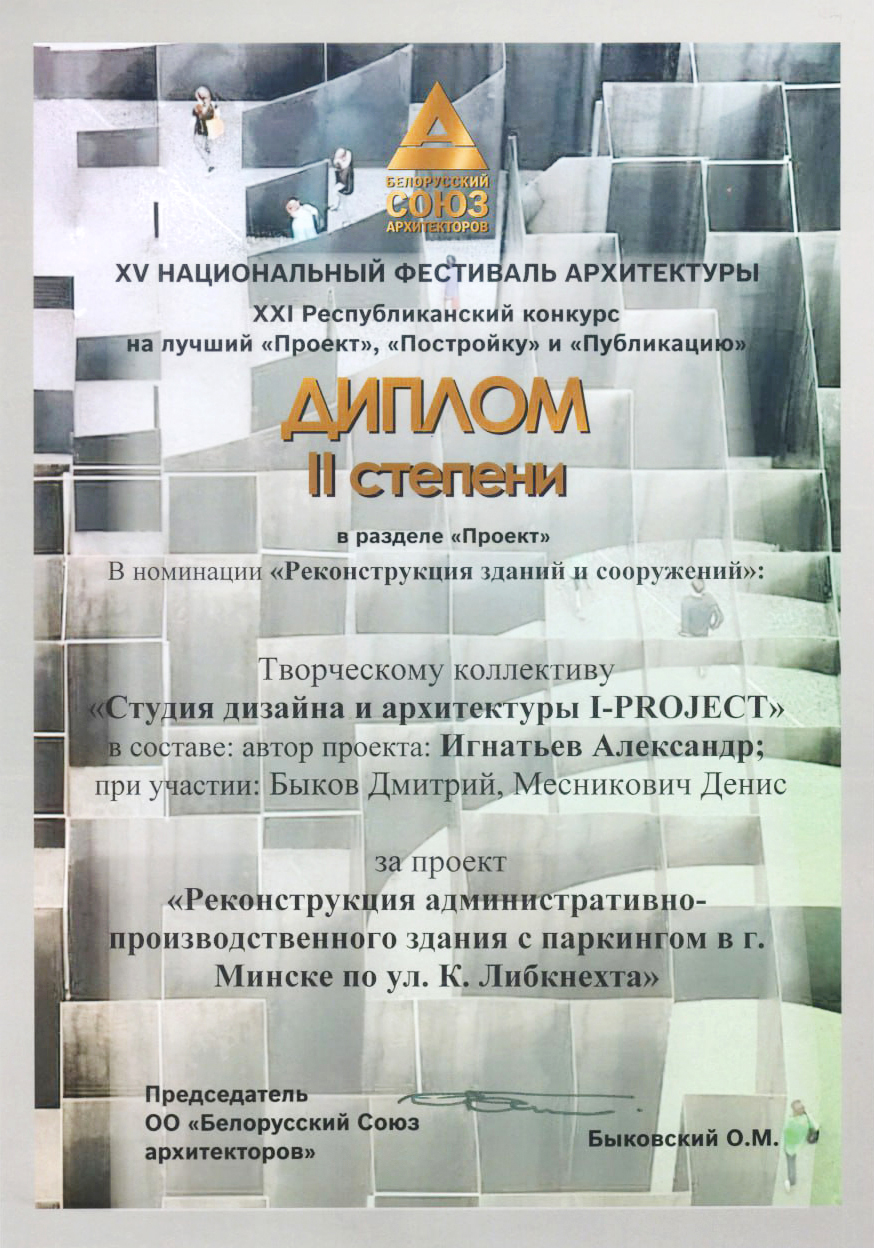 БЕЛОРУССКИЙ
СОЮЗ
АРХИТЕКТОРОВ
XV НАЦИОНАЛЬНЫЙ ФЕСТИВАЛЬ АРХИТЕКТУРЫ
XXI Республиканский конкурс
на лучший «Проект», «Постройку» и «Публикацию»
ДИПЛОМ
II степени
в разделе «Проект»
В номинации «Реконструкция зданий и сооружений»:
Творческому коллективу
«Студия дизайна и архитектуры I-PROJECT»
в составе: автор проекта: Игнатьев Александр;
при участии: Быков Дмитрий, Месникович Денис
за проект
«Реконструкция административно-
производственного здания с паркингом в г.
Минске по ул. К. Либкнехта»
Председатель
ОО «Белорусский Союз
архитекторов»
Быковский О.М.